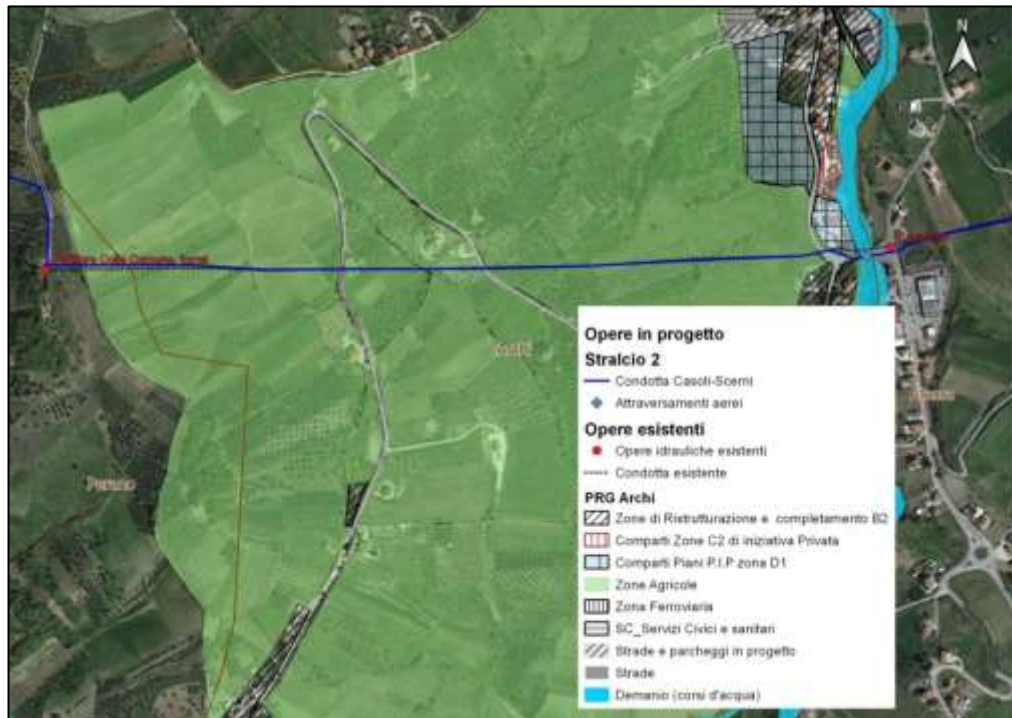 N
Archi
Opere in progetto
Stralcio 2
Condotta Casoli-Scerni
Attraversamenti aerei
Opere esistenti
Opere idrauliche esistenti
Condotta esistente
PRG Archi
Zone di Ristrutturazione e completamento B2
Comparti Zone C2 di iniziativa Privata
Comparti Piani P.I.P zona D1
Zone Agricole
Zona Ferroviaria
SC_Servizi Civici e sanitari
Strade e parcheggi in progetto
Strade
Demanio (corsi d'acqua)